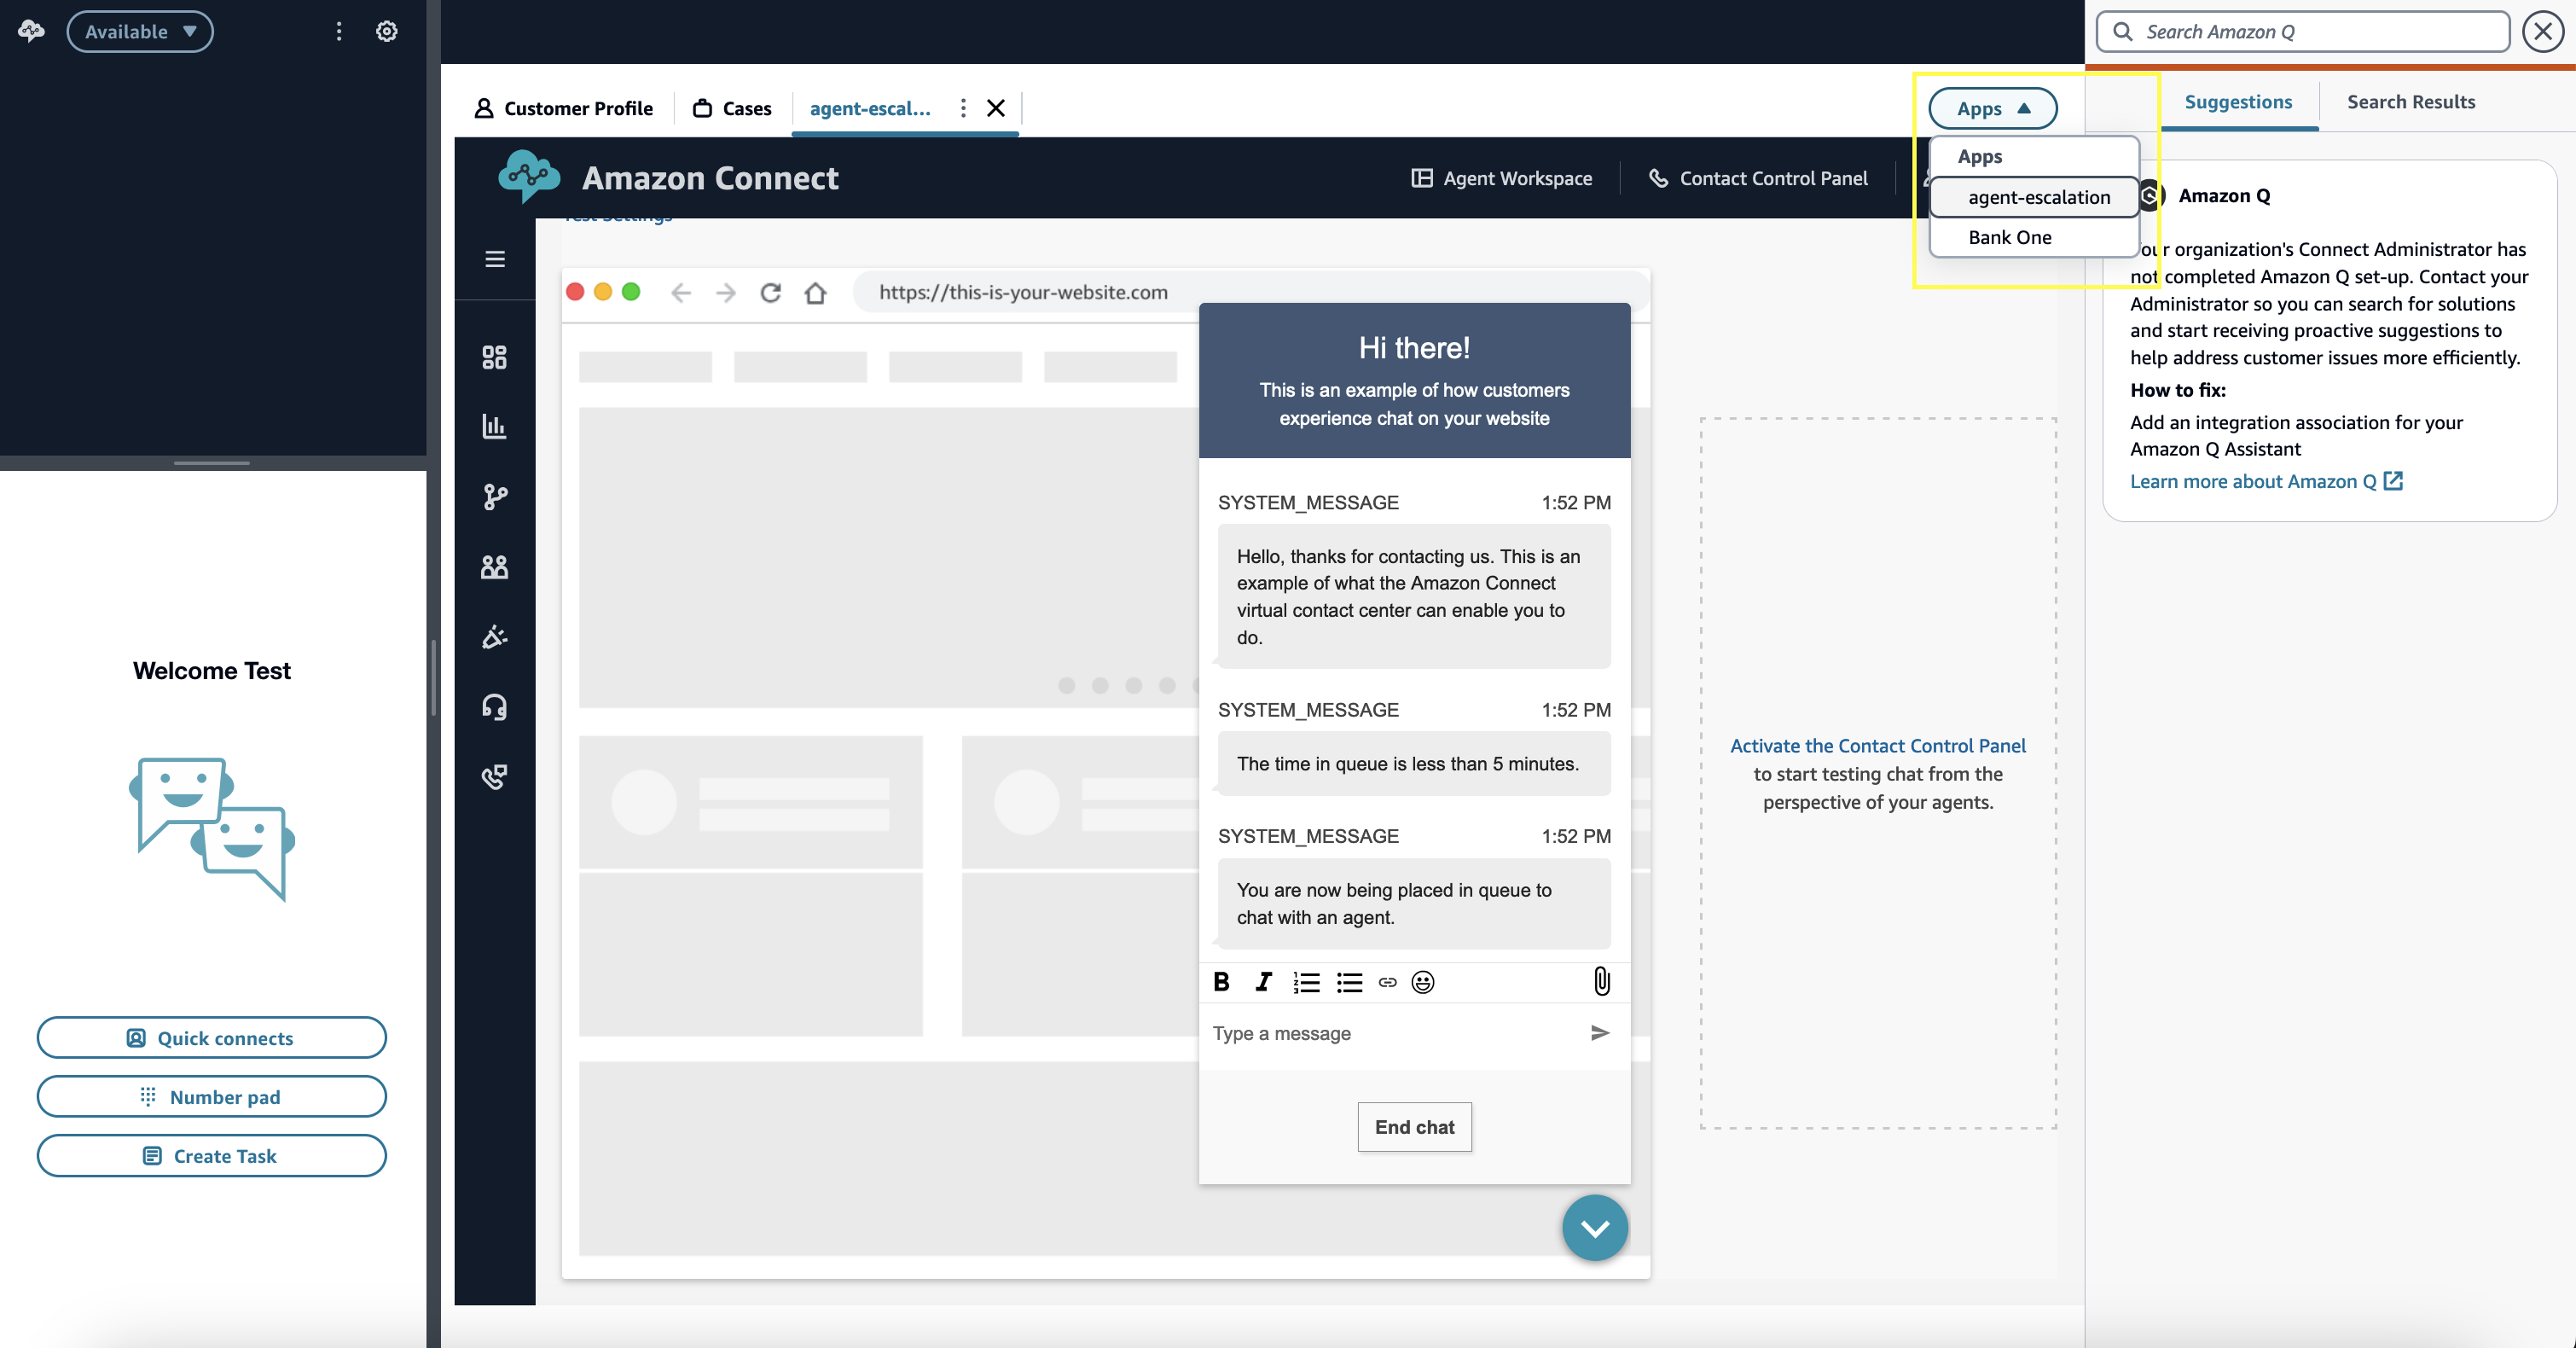 Available
Search Amazon Q
Customer Profile
Cases
agent-escal...
Apps
Suggestions
Search Results
Apps
agent-escalation
Bank One
Amazon Connect
Agent Workspace
Contact Control Panel
Test Settings
https://this-is-your-website.com
Hi there!
This is an example of how customers
experience chat on your website
SYSTEM_MESSAGE 1:52 PM
Hello, thanks for contacting us. This is an
example of what the Amazon Connect
virtual contact center can enable you to
do.
SYSTEM_MESSAGE 1:52 PM
The time in queue is less than 5 minutes.
SYSTEM_MESSAGE 1:52 PM
You are now being placed in queue to
chat with an agent.
Type a message
End chat
Activate the Contact Control Panel
to start testing chat from the
perspective of your agents.
Amazon Q
Your organization's Connect Administrator has
not completed Amazon Q set-up. Contact your
Administrator so you can search for solutions
and start receiving proactive suggestions to
help address customer issues more efficiently.
How to fix:
Add an integration association for your
Amazon Q Assistant
Learn more about Amazon Q
Welcome Test
Quick connects
Number pad
Create Task